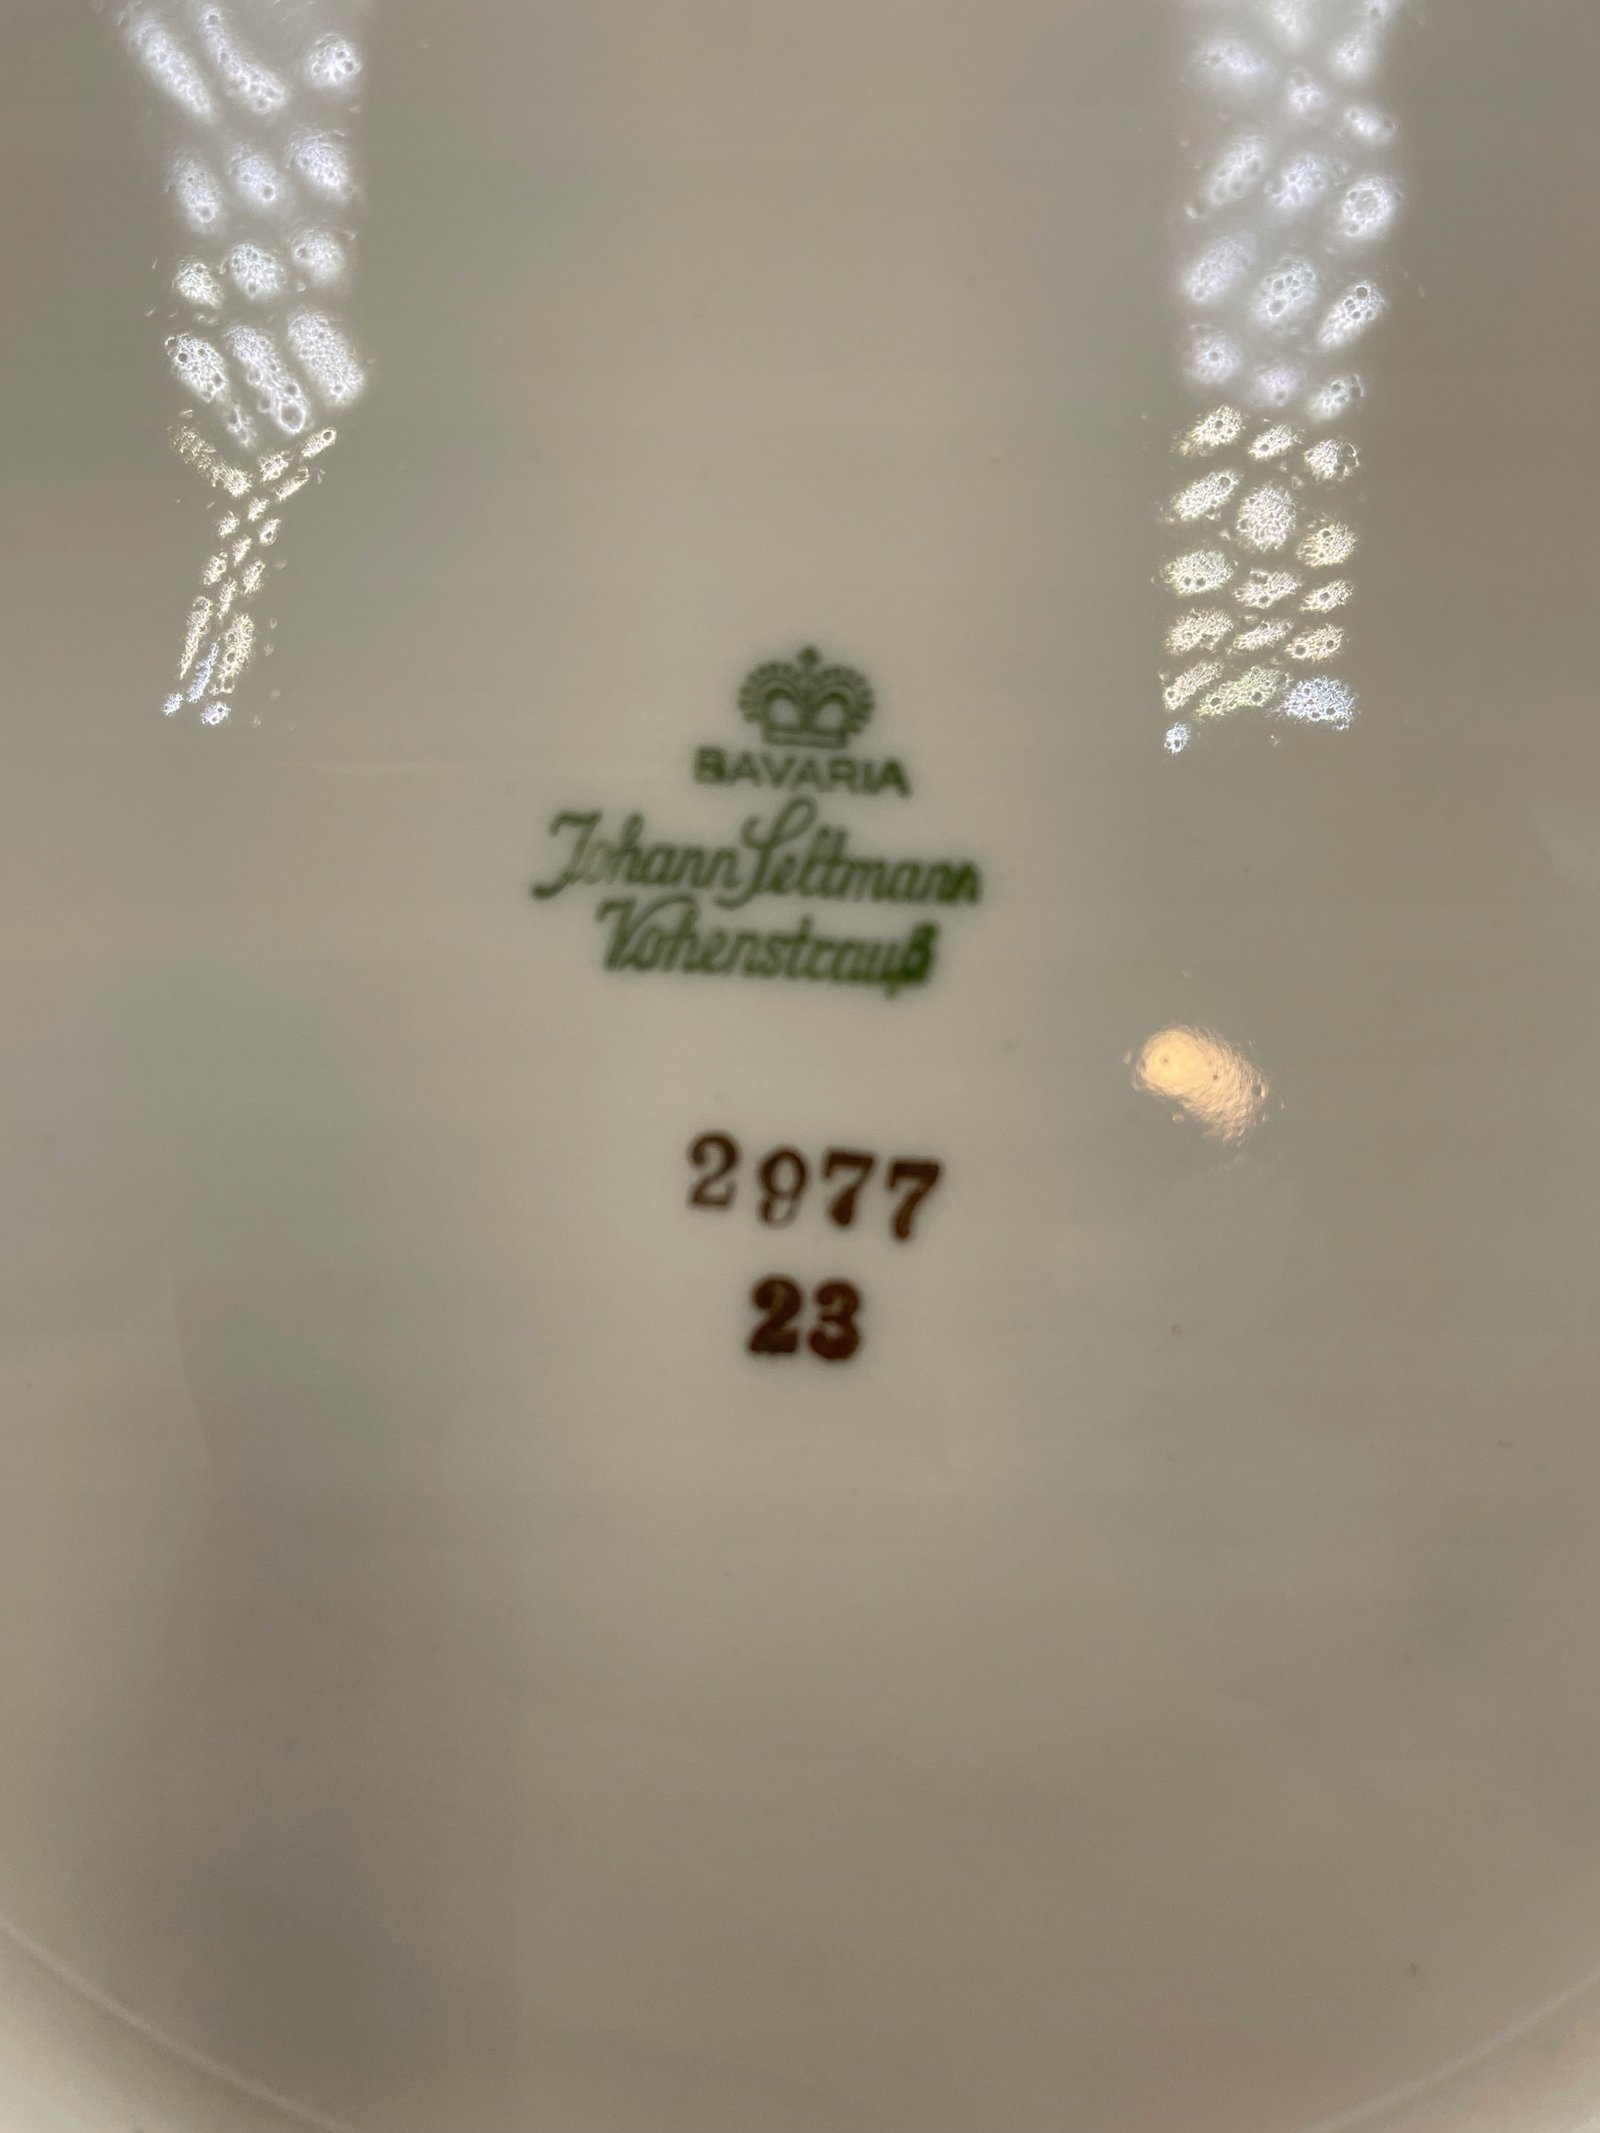 BAVARIA
Johann Seltmann
Vohenstrauß
2977
23